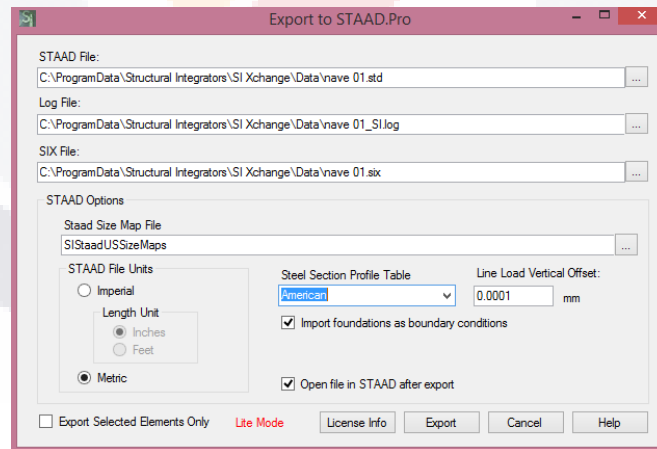 Export to STAAD.Pro
STAAD File:
C:\ProgramData\Structural Integrators\SI Xchange\Data\nave 01.std
...
Log File:
C:\ProgramData\Structural Integrators\SI Xchange\Data\nave 01_SI.log
...
SIX File:
C:\ProgramData\Structural Integrators\SI Xchange\Data\nave 01.six
...
STAAD Options
Staad Size Map File
SIStaadUSSizeMaps
...
STAAD File Units
Imperial
Length Unit
Inches
Feet
Metric
Steel Section Profile Table
American
Line Load Vertical Offset:
0.0001 mm
Import foundations as boundary conditions
Open file in STAAD after export
Export Selected Elements Only
Lite Mode
License Info
Export
Cancel
Help